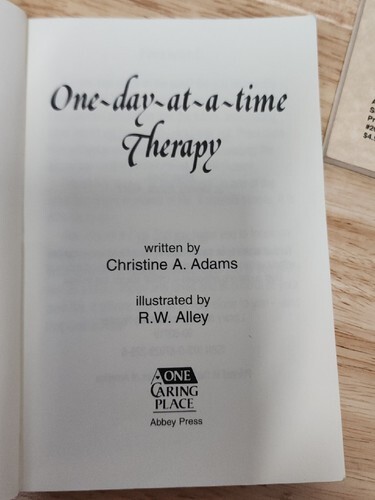 One~day~at~a~time
Therapy
written by
Christine A. Adams
illustrated by
R.W. Alley
ONE
CARING
PLACE
Abbey Press